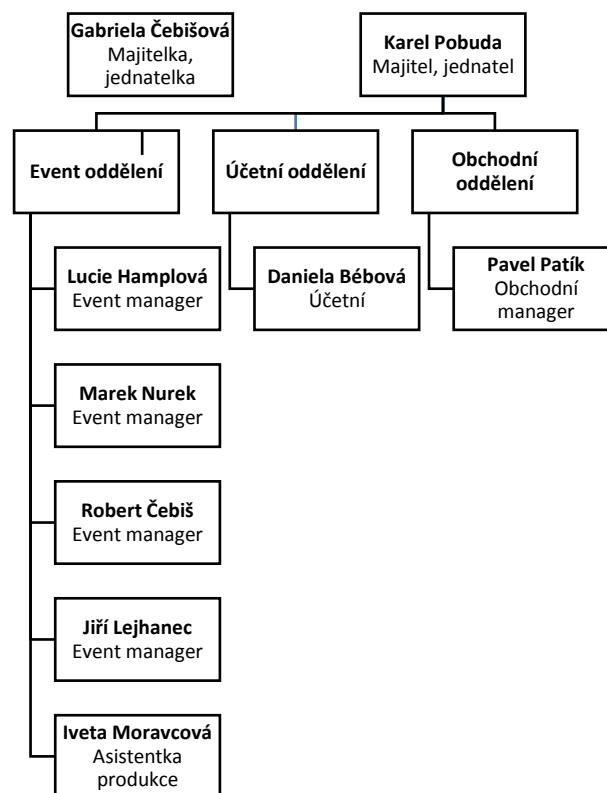 Gabriela Čebišová
Majitelka,
jednatelka
Karel Pobuda
Majitel, jednatel
Event oddělení
Účetní oddělení
Obchodní
oddělení
Lucie Hamplová
Event manager
Daniela Bébová
Účetní
Pavel Patík
Obchodní
manager
Marek Nurek
Event manager
Robert Čebiš
Event manager
Jiří Lejhanec
Event manager
Iveta Moravcová
Asistentka
produkce